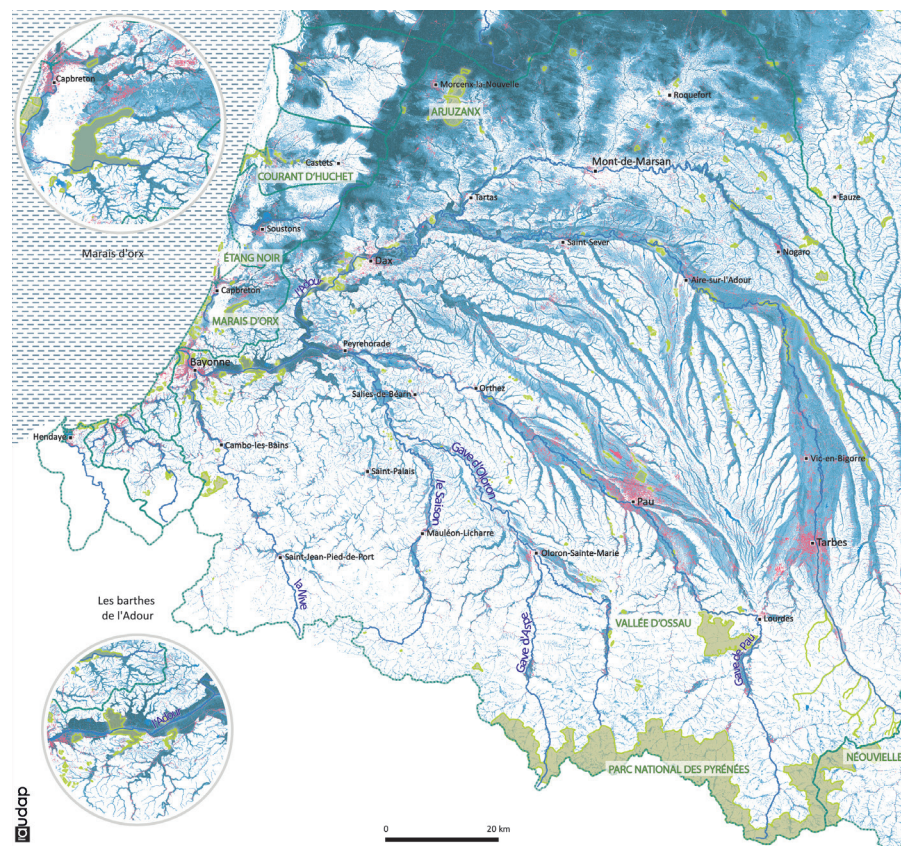 Capbreton
Marais d'orx
Morcenx-la-Nouvelle
ARJUZANX
Roquefort
Castets
COURANT D'HUCHET
Mont-de-Marsan
Tartas
Eauze
Soustons
Saint-Sever
Nogaro
ÉTANG NOIR
Dax
Aire-sur-l'Adour
l'Adour
Capbreton
MARAIS D'ORX
Peyrehorade
Bayonne
Orthez
Salies-de-Béarn
Hendaye
Cambo-les-Bains
Gave d'Oloron
Vic-en-Bigorre
Saint-Palais
le Saison
Pau
Mauléon-Licharre
Tarbes
Oloron-Sainte-Marie
Saint-Jean-Pied-de-Port
la Nive
Les barthes
de l'Adour
VALLÉE D'OSSAU
Lourdes
Gave d'Aspe
Gave de Pau
l'Adour
NÉOUVIELLE
PARC NATIONAL DES PYRÉNÉES
audap
0 20 km